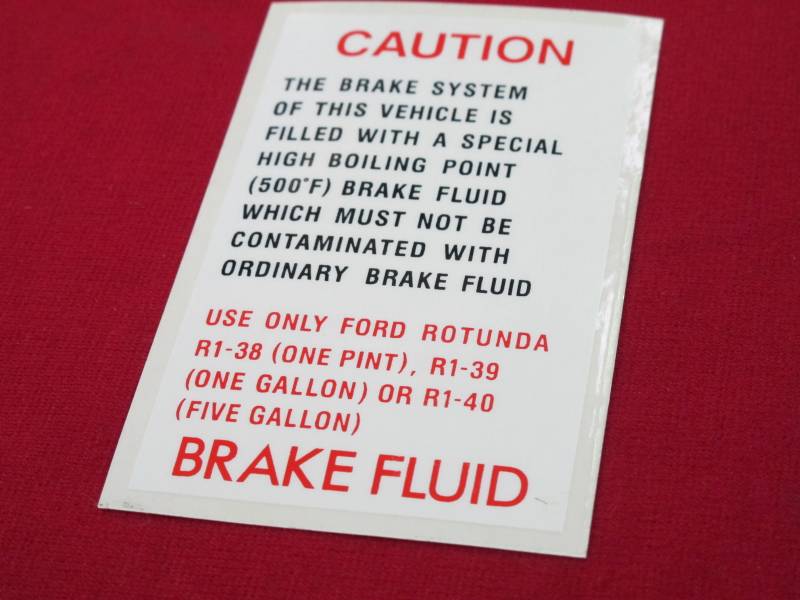 CAUTION
THE BRAKE SYSTEM
OF THIS VEHICLE IS
FILLED WITH A SPECIAL
HIGH BOILING POINT
(500°F) BRAKE FLUID
WHICH MUST NOT BE
CONTAMINATED WITH
ORDINARY BRAKE FLUID
USE ONLY FORD ROTUNDA
R1-38 (ONE PINT), R1-39
(ONE GALLON) OR R1-40
(FIVE GALLON)
BRAKE FLUID